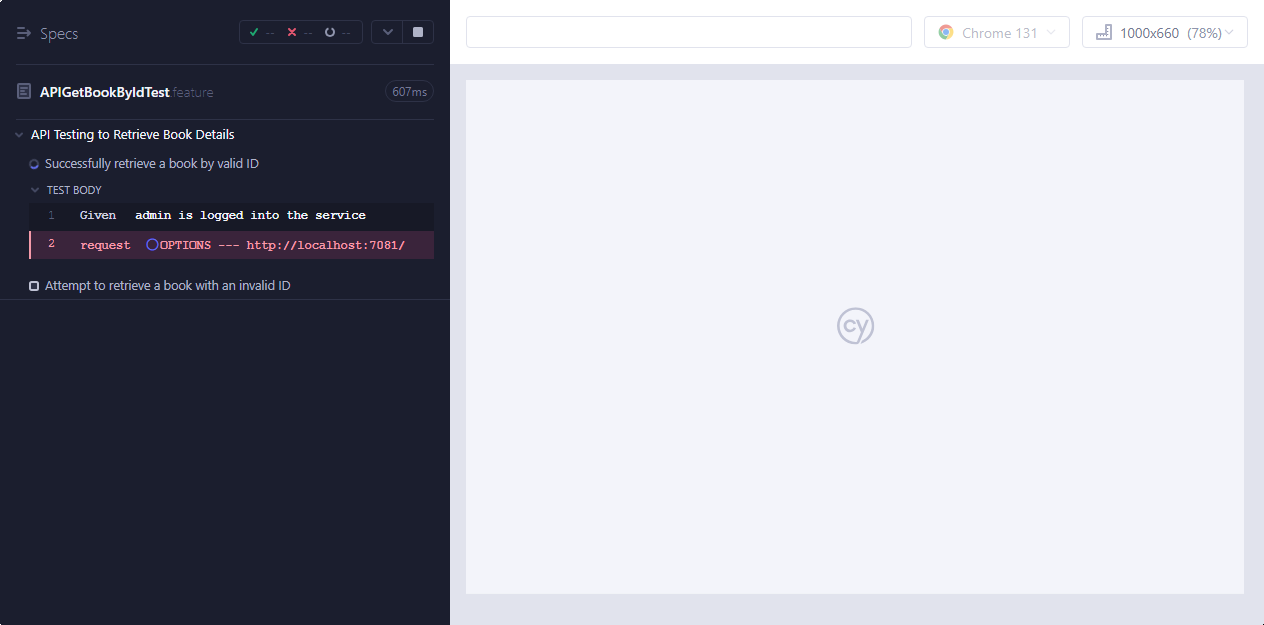 Specs
-- -- --
APIGetBookByIdTest feature
607ms
API Testing to Retrieve Book Details
Successfully retrieve a book by valid ID
TEST BODY
1 Given admin is logged into the service
2 request OPTIONS --- http://localhost:7081/
Attempt to retrieve a book with an invalid ID
Chrome 131
1000x660 (78%)
cy